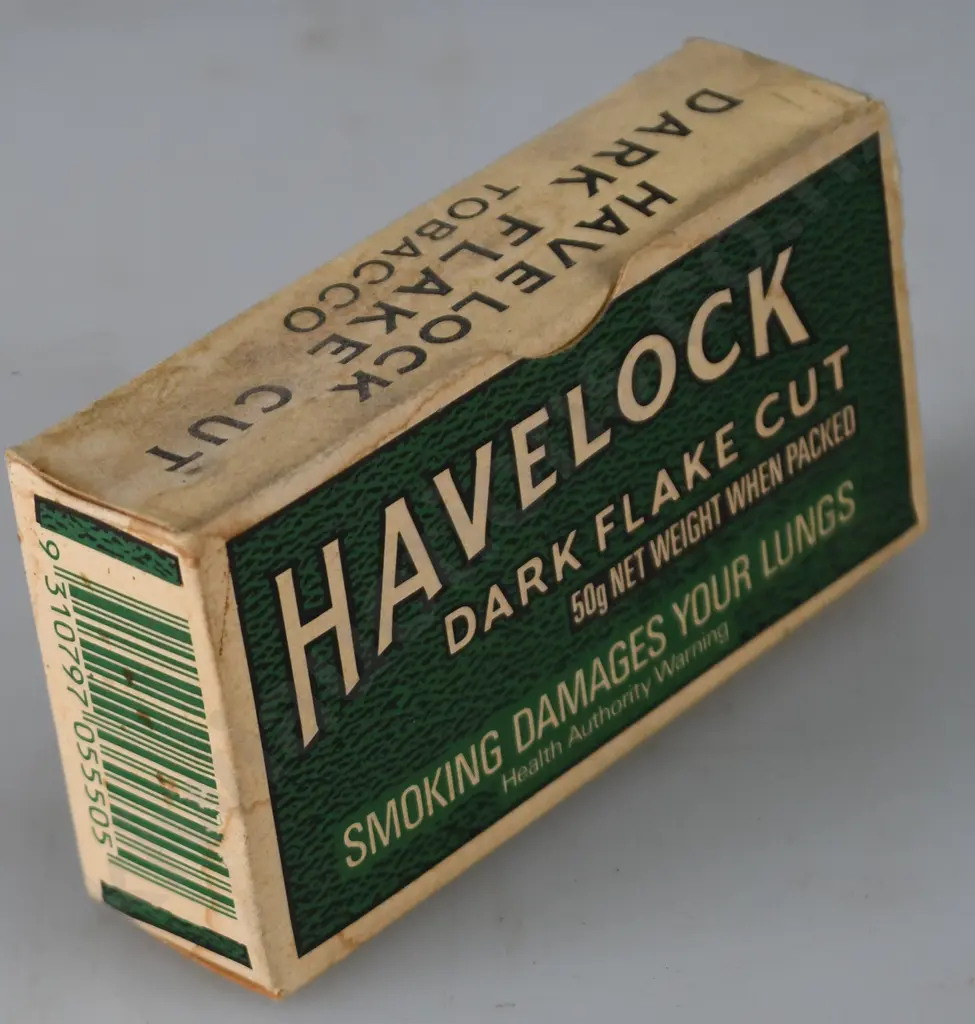 HAVELOCK
DARK FLAKE CUT
TOBACCO
HAVELOCK
DARK FLAKE CUT
50g NET WEIGHT WHEN PACKED
SMOKING DAMAGES YOUR LUNGS
Health Authority Warning
9 310797 055505